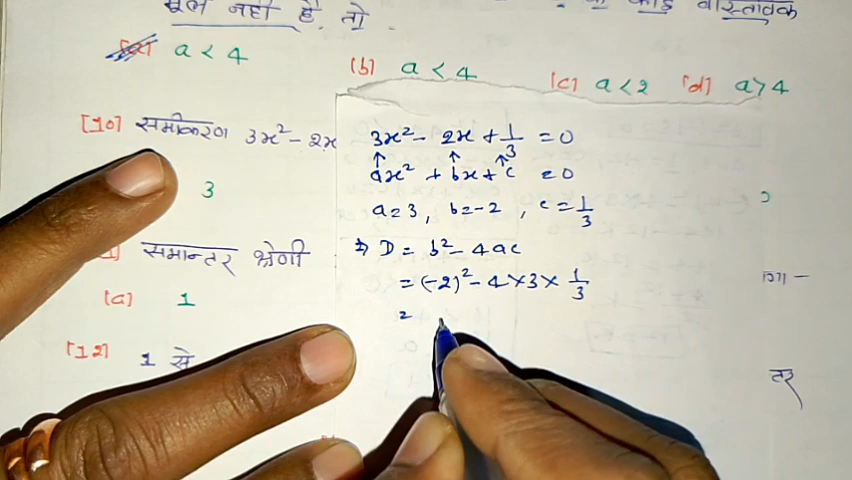 मूल नहीं है, तो
कोई वास्तविक
a < 4 (b) a < 4 (c) a < 2 (d) a > 4
[10] समीकरण 3x² - 2x
3
समान्तर श्रेणी
(a) 1
[12] 1 से
3x² - 2x + 1/3 = 0
ax² + bx + c = 0
a = 3, b = -2, c = 1/3
D = b² - 4ac
= (-2)² - 4 × 3 × 1/3
=